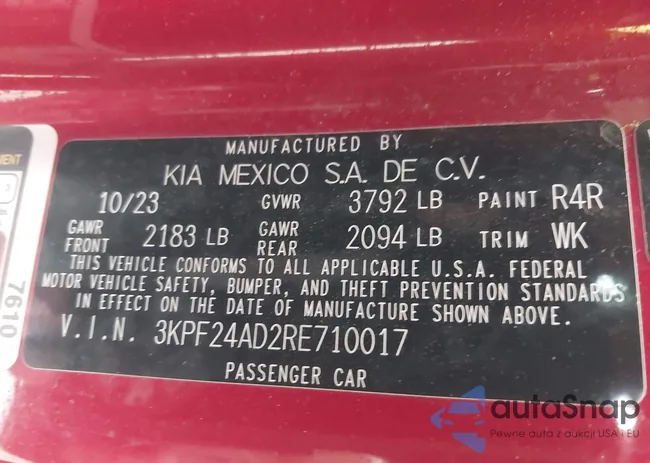 MANUFACTURED BY
KIA MEXICO S.A. DE C.V.
10/23 GVWR 3792 LB PAINT R4R
GAWR FRONT 2183 LB GAWR REAR 2094 LB TRIM WK
THIS VEHICLE CONFORMS TO ALL APPLICABLE U.S.A. FEDERAL
MOTOR VEHICLE SAFETY, BUMPER, AND THEFT PREVENTION STANDARDS
IN EFFECT ON THE DATE OF MANUFACTURE SHOWN ABOVE.
V.I.N. 3KPF24AD2RE710017
PASSENGER CAR
7610
autoSnap
Pewne auta z aukcji USA i EU